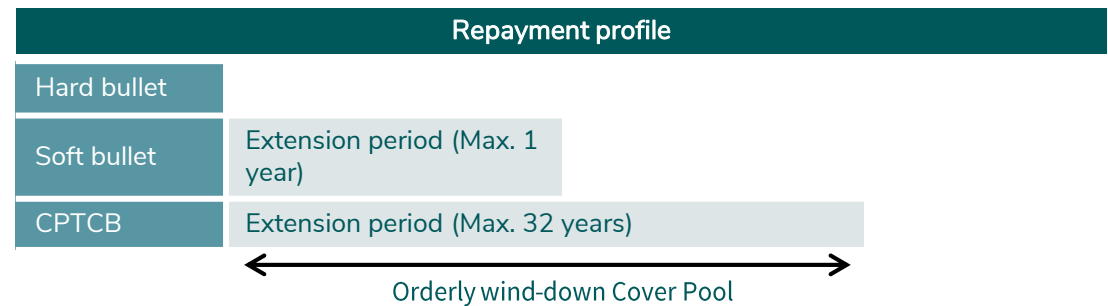 Repayment profile
Hard bullet
Soft bullet
Extension period (Max. 1
year)
CPTCB
Extension period (Max. 32 years)
Orderly wind-down Cover Pool